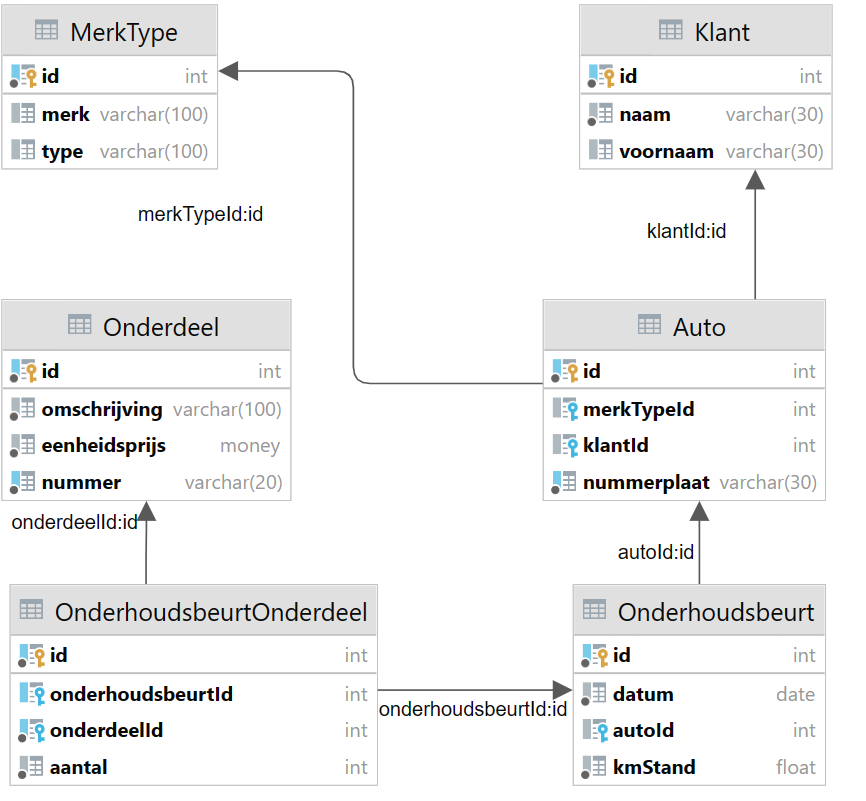 MerkType
id int
merk varchar(100)
type varchar(100)
Klant
id int
naam varchar(30)
voornaam varchar(30)
merkTypeId:id
klantId:id
Onderdeel
id int
omschrijving varchar(100)
eenheidsprijs money
nummer varchar(20)
Auto
id int
merkTypeId int
klantId int
nummerplaat varchar(30)
onderdeelId:id
autoId:id
OnderhoudsbeurtOnderdeel
id int
onderhoudsbeurtId int
onderdeelId int
aantal int
onderhoudsbeurtId:id
Onderhoudsbeurt
id int
datum date
autoId int
kmStand float